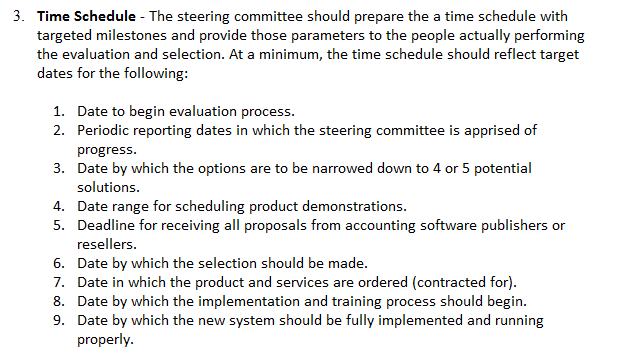 3. Time Schedule - The steering committee should prepare the a time schedule with
targeted milestones and provide those parameters to the people actually performing
the evaluation and selection. At a minimum, the time schedule should reflect target
dates for the following:
1. Date to begin evaluation process.
2. Periodic reporting dates in which the steering committee is apprised of
progress.
3. Date by which the options are to be narrowed down to 4 or 5 potential
solutions.
4. Date range for scheduling product demonstrations.
5. Deadline for receiving all proposals from accounting software publishers or
resellers.
6. Date by which the selection should be made.
7. Date in which the product and services are ordered (contracted for).
8. Date by which the implementation and training process should begin.
9. Date by which the new system should be fully implemented and running
properly.